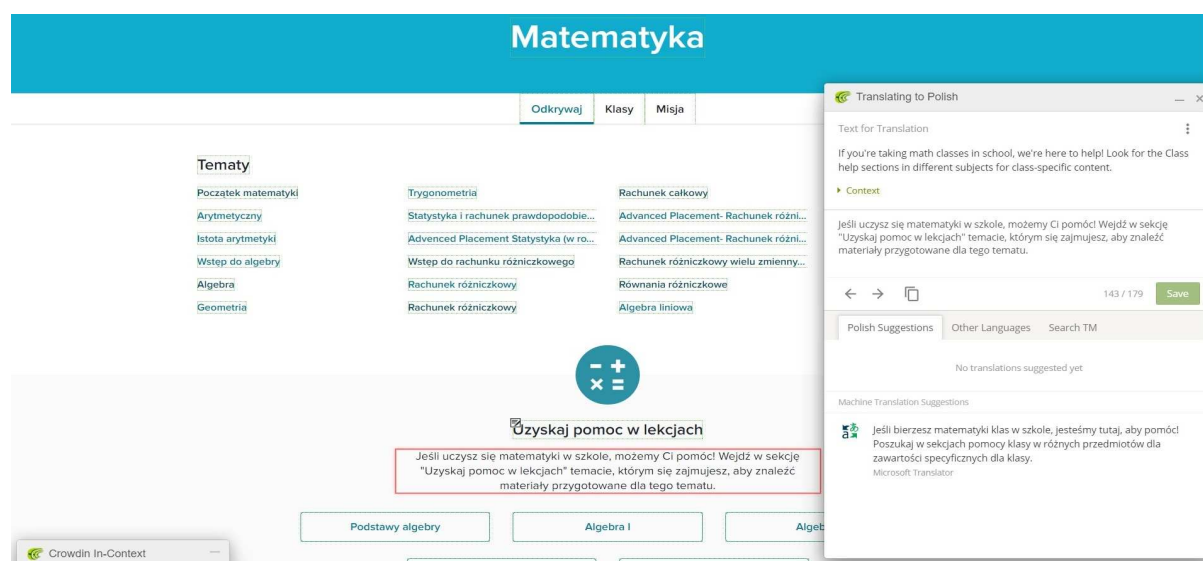 Matematyka
Odkrywaj Klasy Misja
Tematy
Początek matematyki
Arytmetyczny
Istota arytmetyki
Wstęp do algebry
Algebra
Geometria
Trygonometria
Statystyka i rachunek prawdopodobie...
Advenced Placement Statystyka (w ro...
Wstęp do rachunku różniczkowego
Rachunek różniczkowy
Rachunek różniczkowy
Rachunek całkowy
Advanced Placement- Rachunek różni...
Advanced Placement- Rachunek różni...
Rachunek różniczkowy wielu zmienny...
Równania różniczkowe
Algebra liniowa
Uzyskaj pomoc w lekcjach
Jeśli uczysz się matematyki w szkole, możemy Ci pomóc! Wejdź w sekcję
"Uzyskaj pomoc w lekcjach" temacie, którym się zajmujesz, aby znaleźć
materiały przygotowane dla tego tematu.
Podstawy algebry
Algebra I
Algeb
Crowdin In-Context
Translating to Polish
Text for Translation
If you're taking math classes in school, we're here to help! Look for the Class
help sections in different subjects for class-specific content.
Context
Jeśli uczysz się matematyki w szkole, możemy Ci pomóc! Wejdź w sekcję
"Uzyskaj pomoc w lekcjach" temacie, którym się zajmujesz, aby znaleźć
materiały przygotowane dla tego tematu.
143 / 179 Save
Polish Suggestions Other Languages Search TM
No translations suggested yet
Machine Translation Suggestions
Jeśli bierzesz matematyki klas w szkole, jesteśmy tutaj, aby pomóc!
Poszukaj w sekcjach pomocy klasy w różnych przedmiotów dla
zawartości specyficznych dla klasy.
Microsoft Translator